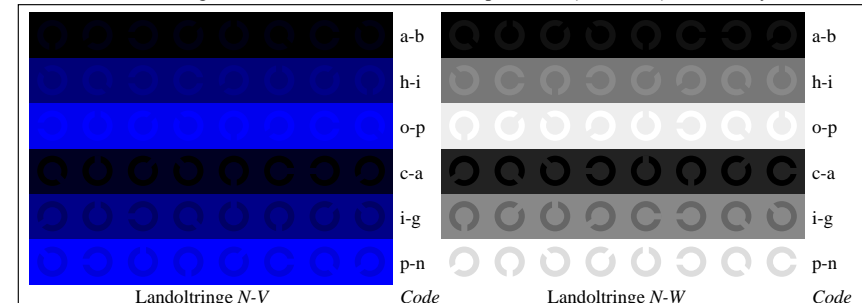 a-b a-b
h-i h-i
o-p o-p
c-a c-a
i-g i-g
p-n p-n
Landoltringe N-V Code Landoltringe N-W Code